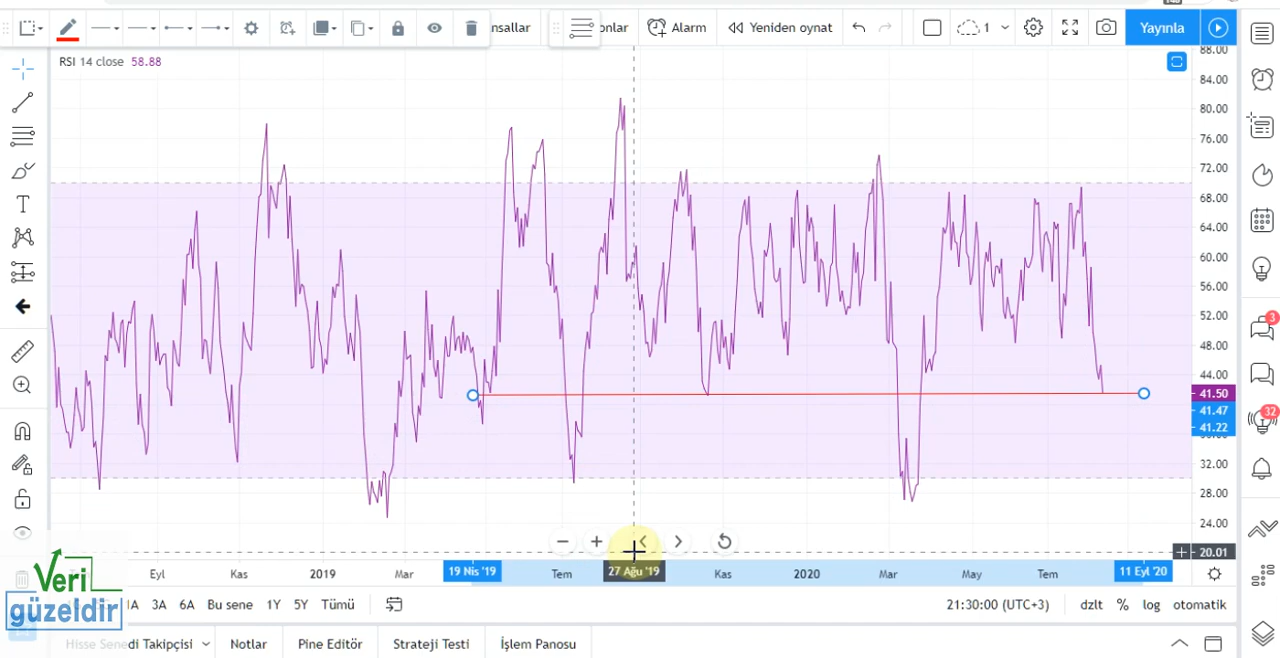 nsallar
onlar
Alarm
Yeniden oynat
1
Yayınla
RSI 14 close 58.88
88.00
84.00
80.00
76.00
72.00
68.00
64.00
60.00
56.00
52.00
48.00
44.00
41.50
41.47
41.22
32.00
28.00
24.00
20.01
3
32
Eyl
Kas
2019
Mar
19 Nis '19
Tem
27 Ağu '19
Kas
2020
Mar
May
Tem
11 Eyl '20
3A
6A
Bu sene
1Y
5Y
Tümü
21:30:00 (UTC+3)
dzlt
%
log
otomatik
Veri
güzeldir
Hisse Senedi Takipçisi
Notlar
Pine Editör
Strateji Testi
İşlem Panosu